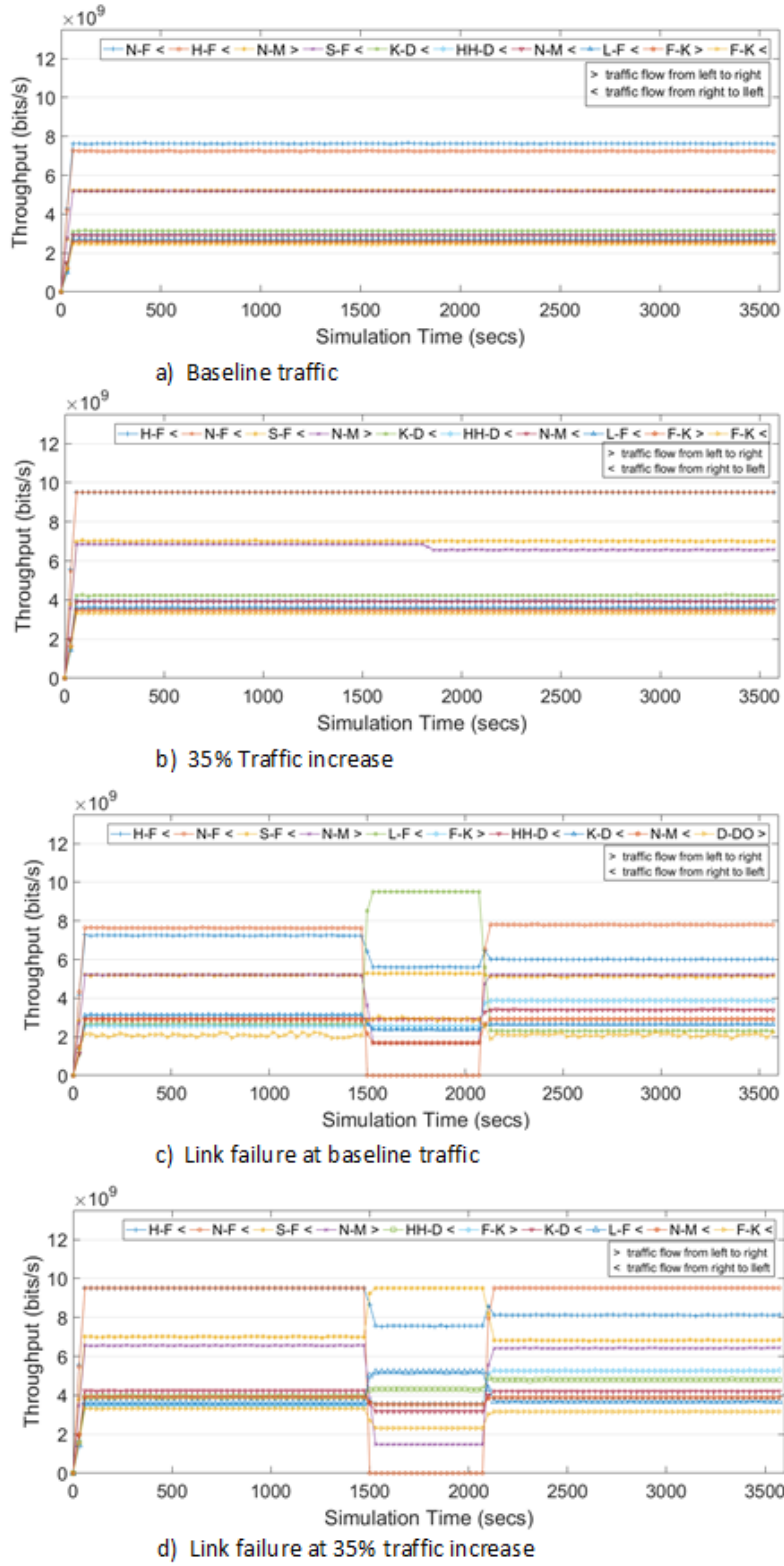 ×10⁹
N-F < H-F < N-M > S-F < K-D < HH-D < N-M < L-F < F-K > F-K <
> traffic flow from left to right
< traffic flow from right to lleft
Throughput (bits/s)
12
10
8
6
4
2
0
0 500 1000 1500 2000 2500 3000 3500
Simulation Time (secs)
a) Baseline traffic
×10⁹
H-F < N-F < S-F < N-M > K-D < HH-D < N-M < L-F < F-K > F-K <
> traffic flow from left to right
< traffic flow from right to lleft
Throughput (bits/s)
12
10
8
6
4
2
0
0 500 1000 1500 2000 2500 3000 3500
Simulation Time (secs)
b) 35% Traffic increase
×10⁹
H-F < N-F < S-F < N-M > L-F < F-K > HH-D < K-D < N-M < D-DO >
> traffic flow from left to right
< traffic flow from right to lleft
Throughput (bits/s)
12
10
8
6
4
2
0
0 500 1000 1500 2000 2500 3000 3500
Simulation Time (secs)
c) Link failure at baseline traffic
×10⁹
H-F < N-F < S-F < N-M > HH-D < F-K > K-D < L-F < N-M < F-K <
> traffic flow from left to right
< traffic flow from right to lleft
Throughput (bits/s)
12
10
8
6
4
2
0
0 500 1000 1500 2000 2500 3000 3500
Simulation Time (secs)
d) Link failure at 35% traffic increase